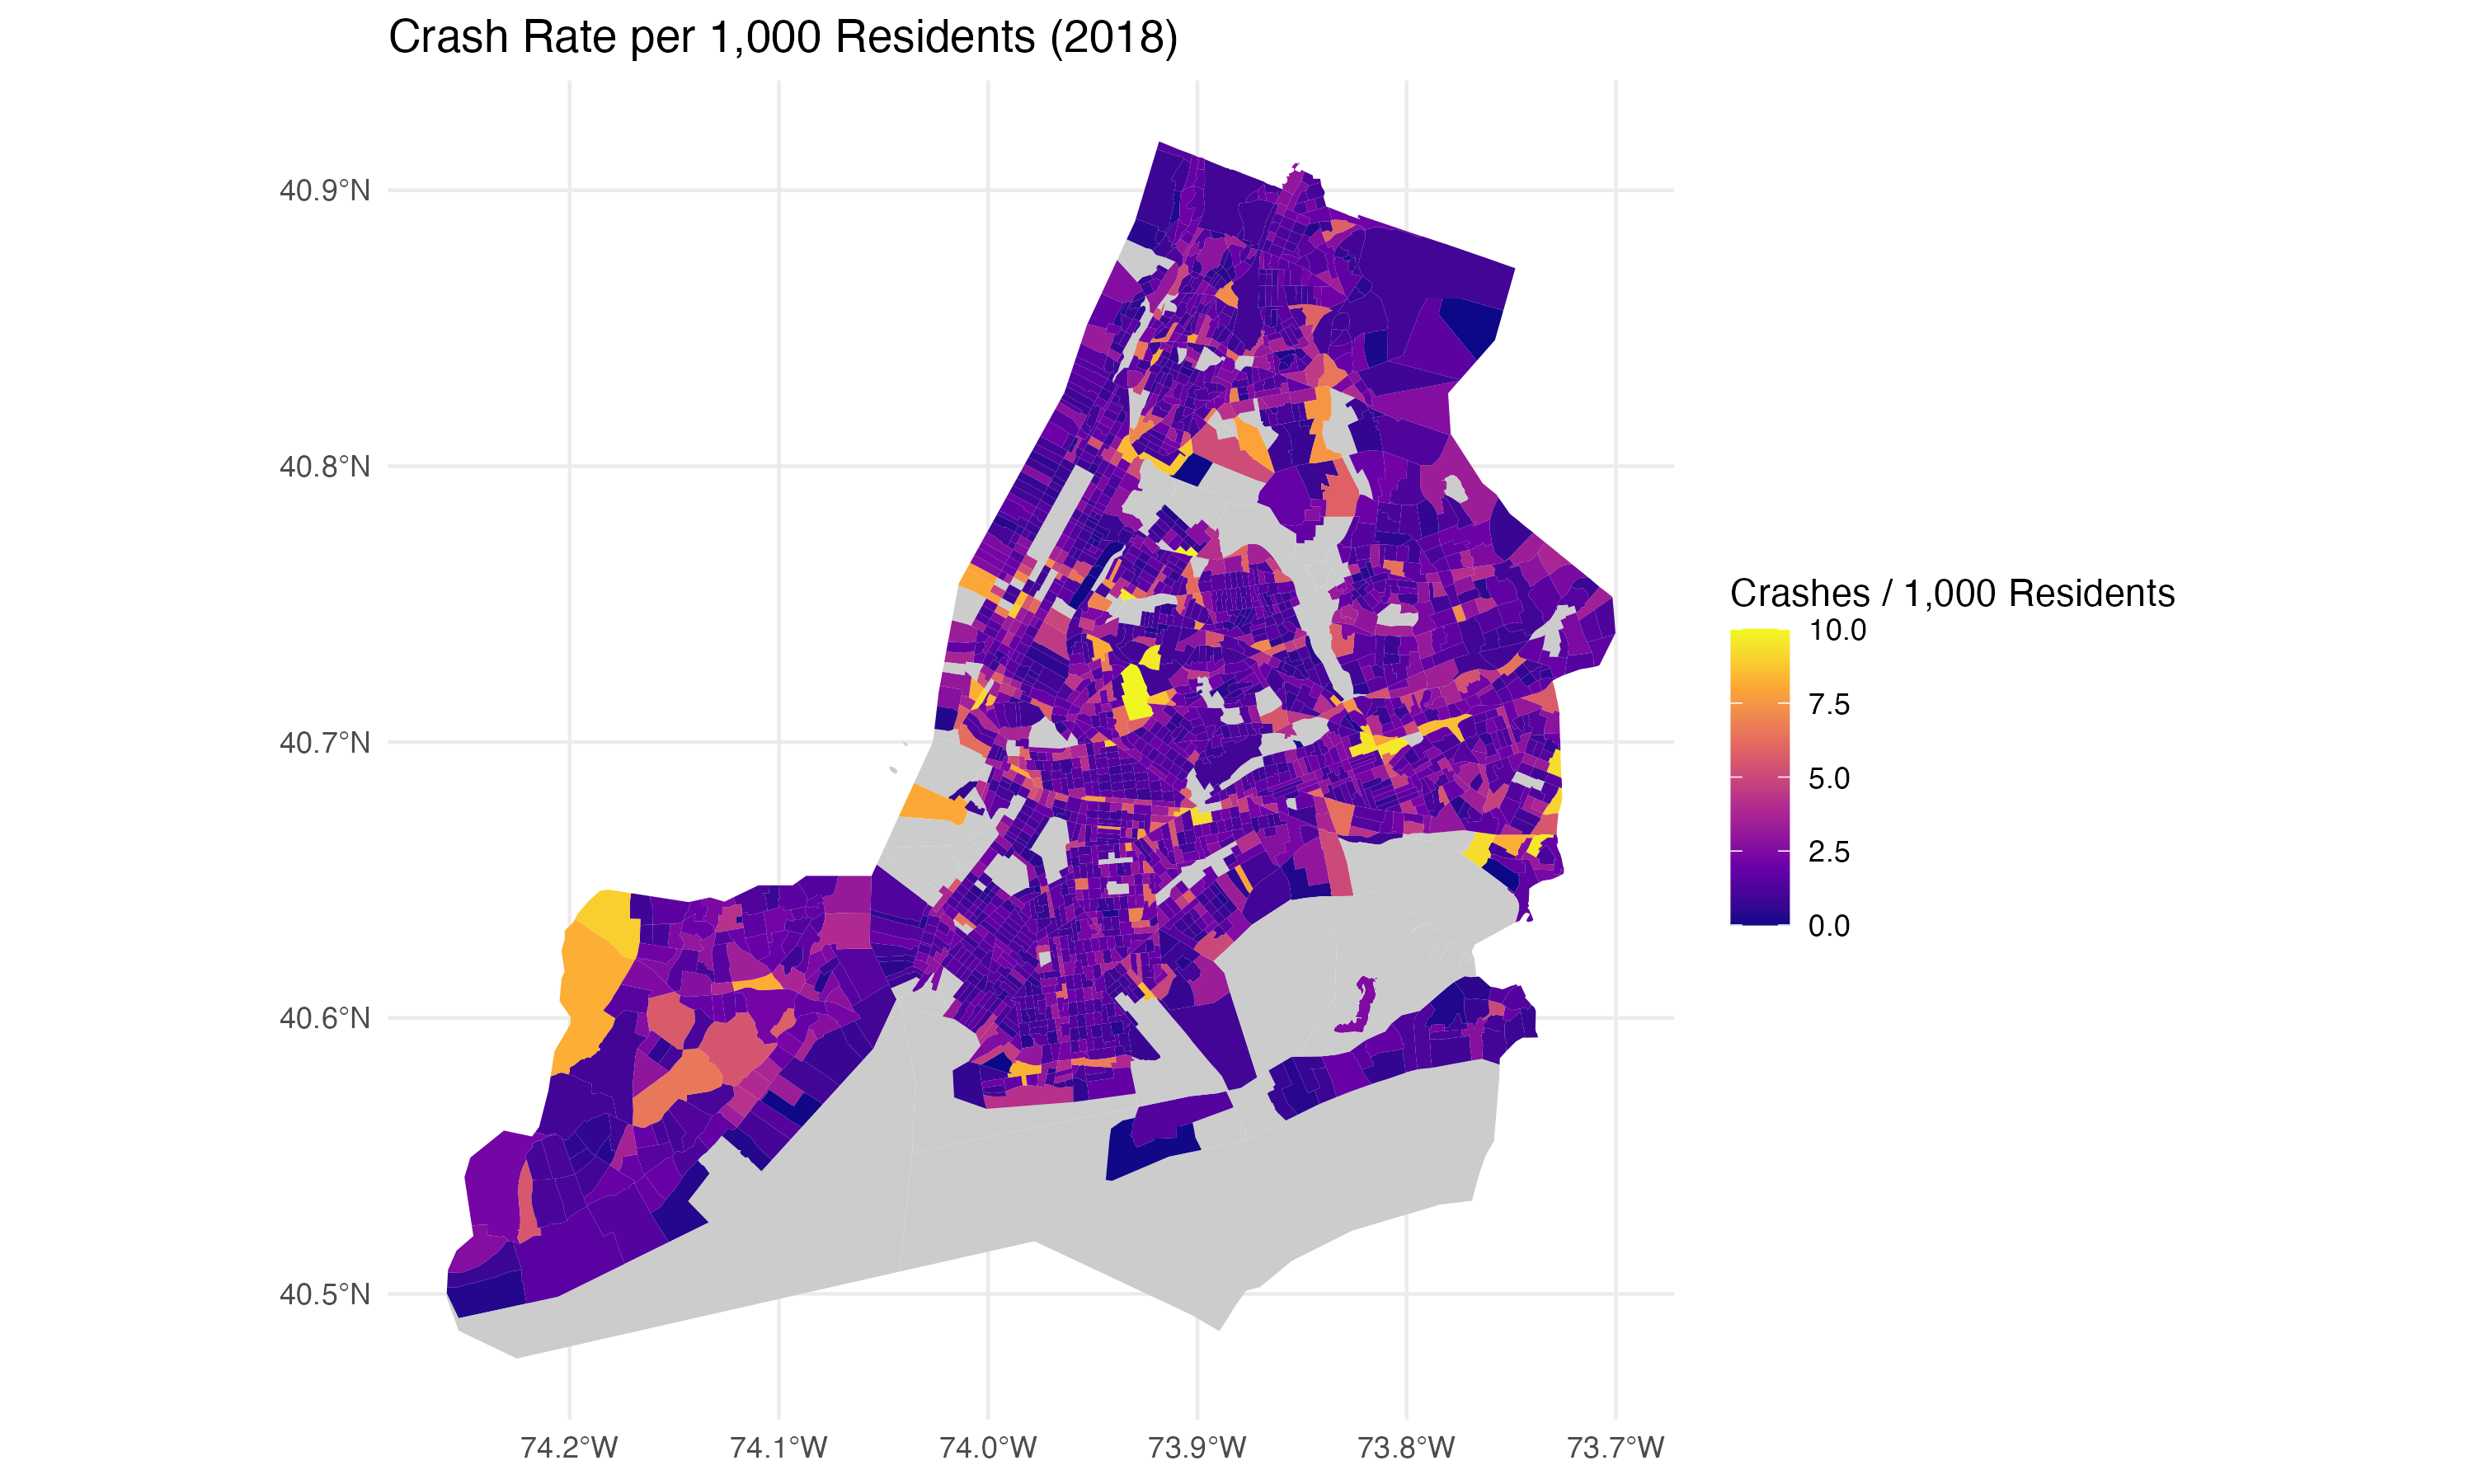 Crash Rate per 1,000 Residents (2018)
40.9°N
40.8°N
40.7°N
40.6°N
40.5°N
74.2°W
74.1°W
74.0°W
73.9°W
73.8°W
73.7°W
Crashes / 1,000 Residents
10.0
7.5
5.0
2.5
0.0